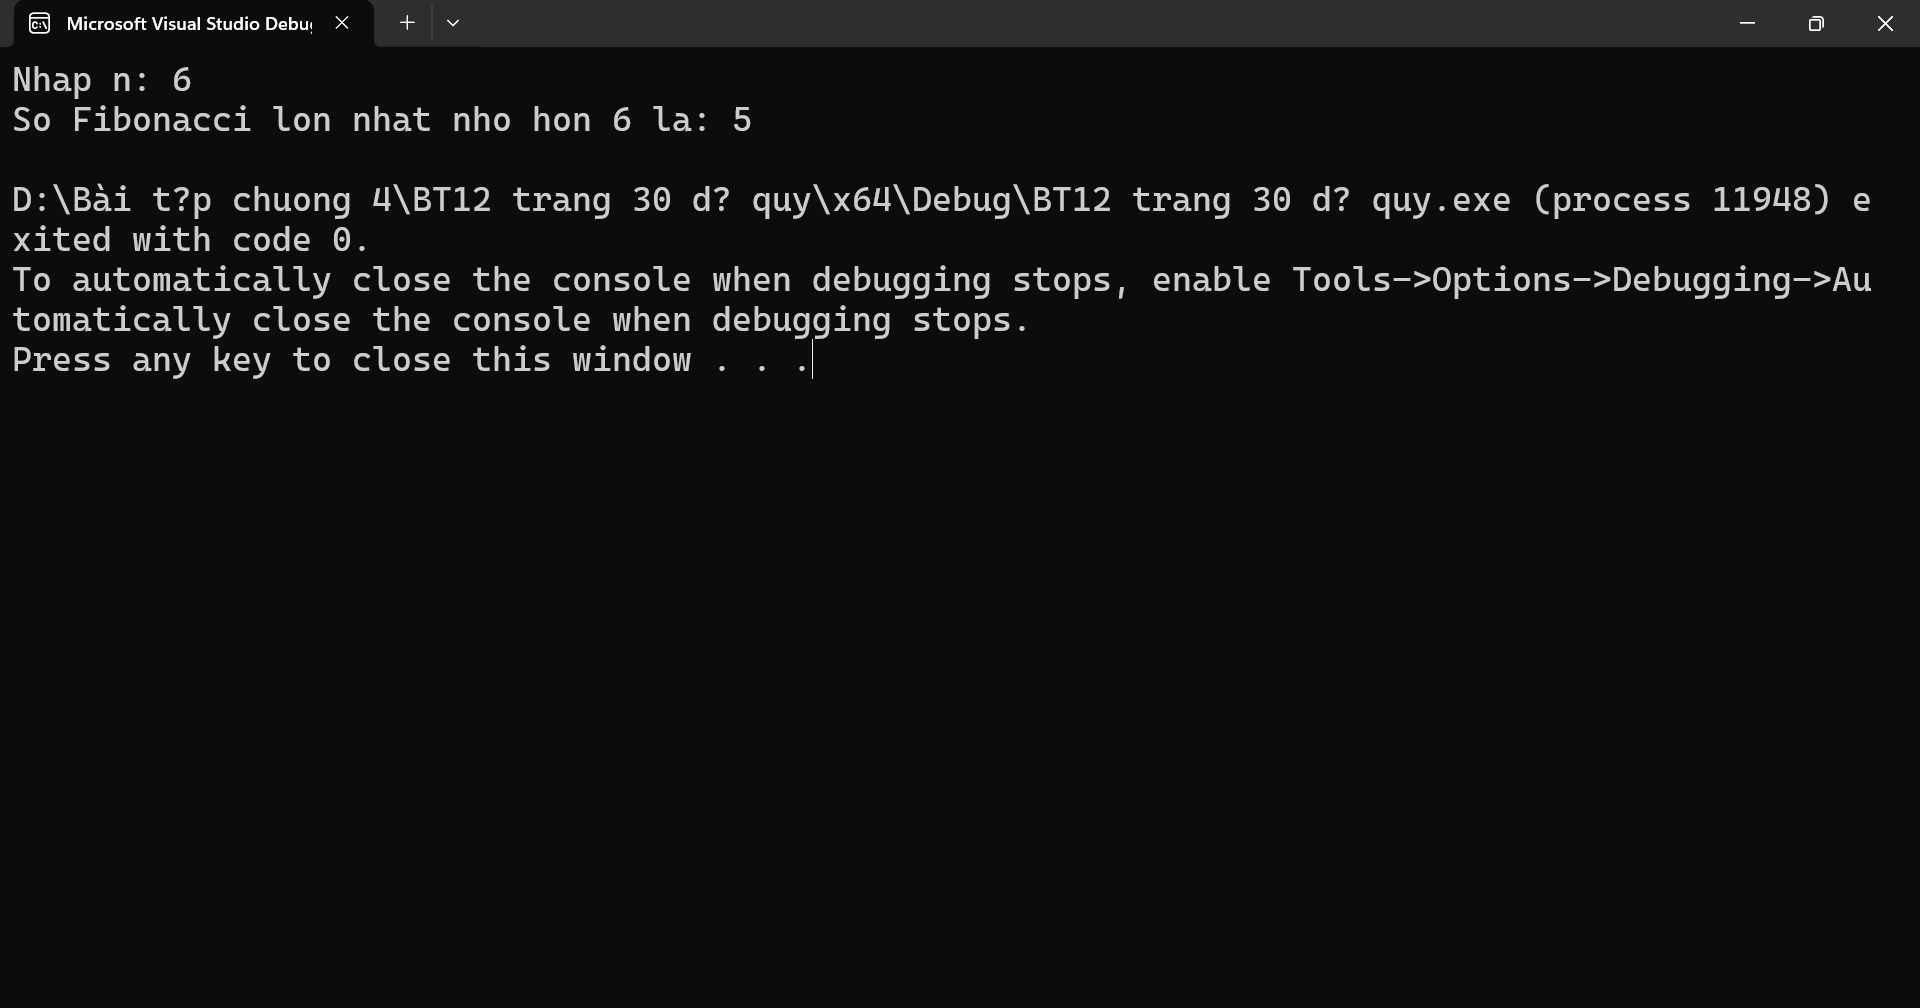 Microsoft Visual Studio Debu
Nhap n: 6
So Fibonacci lon nhat nho hon 6 la: 5
D:\Bài t?p chuong 4\BT12 trang 30 d? quy\x64\Debug\BT12 trang 30 d? quy.exe (process 11948) e
xited with code 0.
To automatically close the console when debugging stops, enable Tools->Options->Debugging->Au
tomatically close the console when debugging stops.
Press any key to close this window . . .